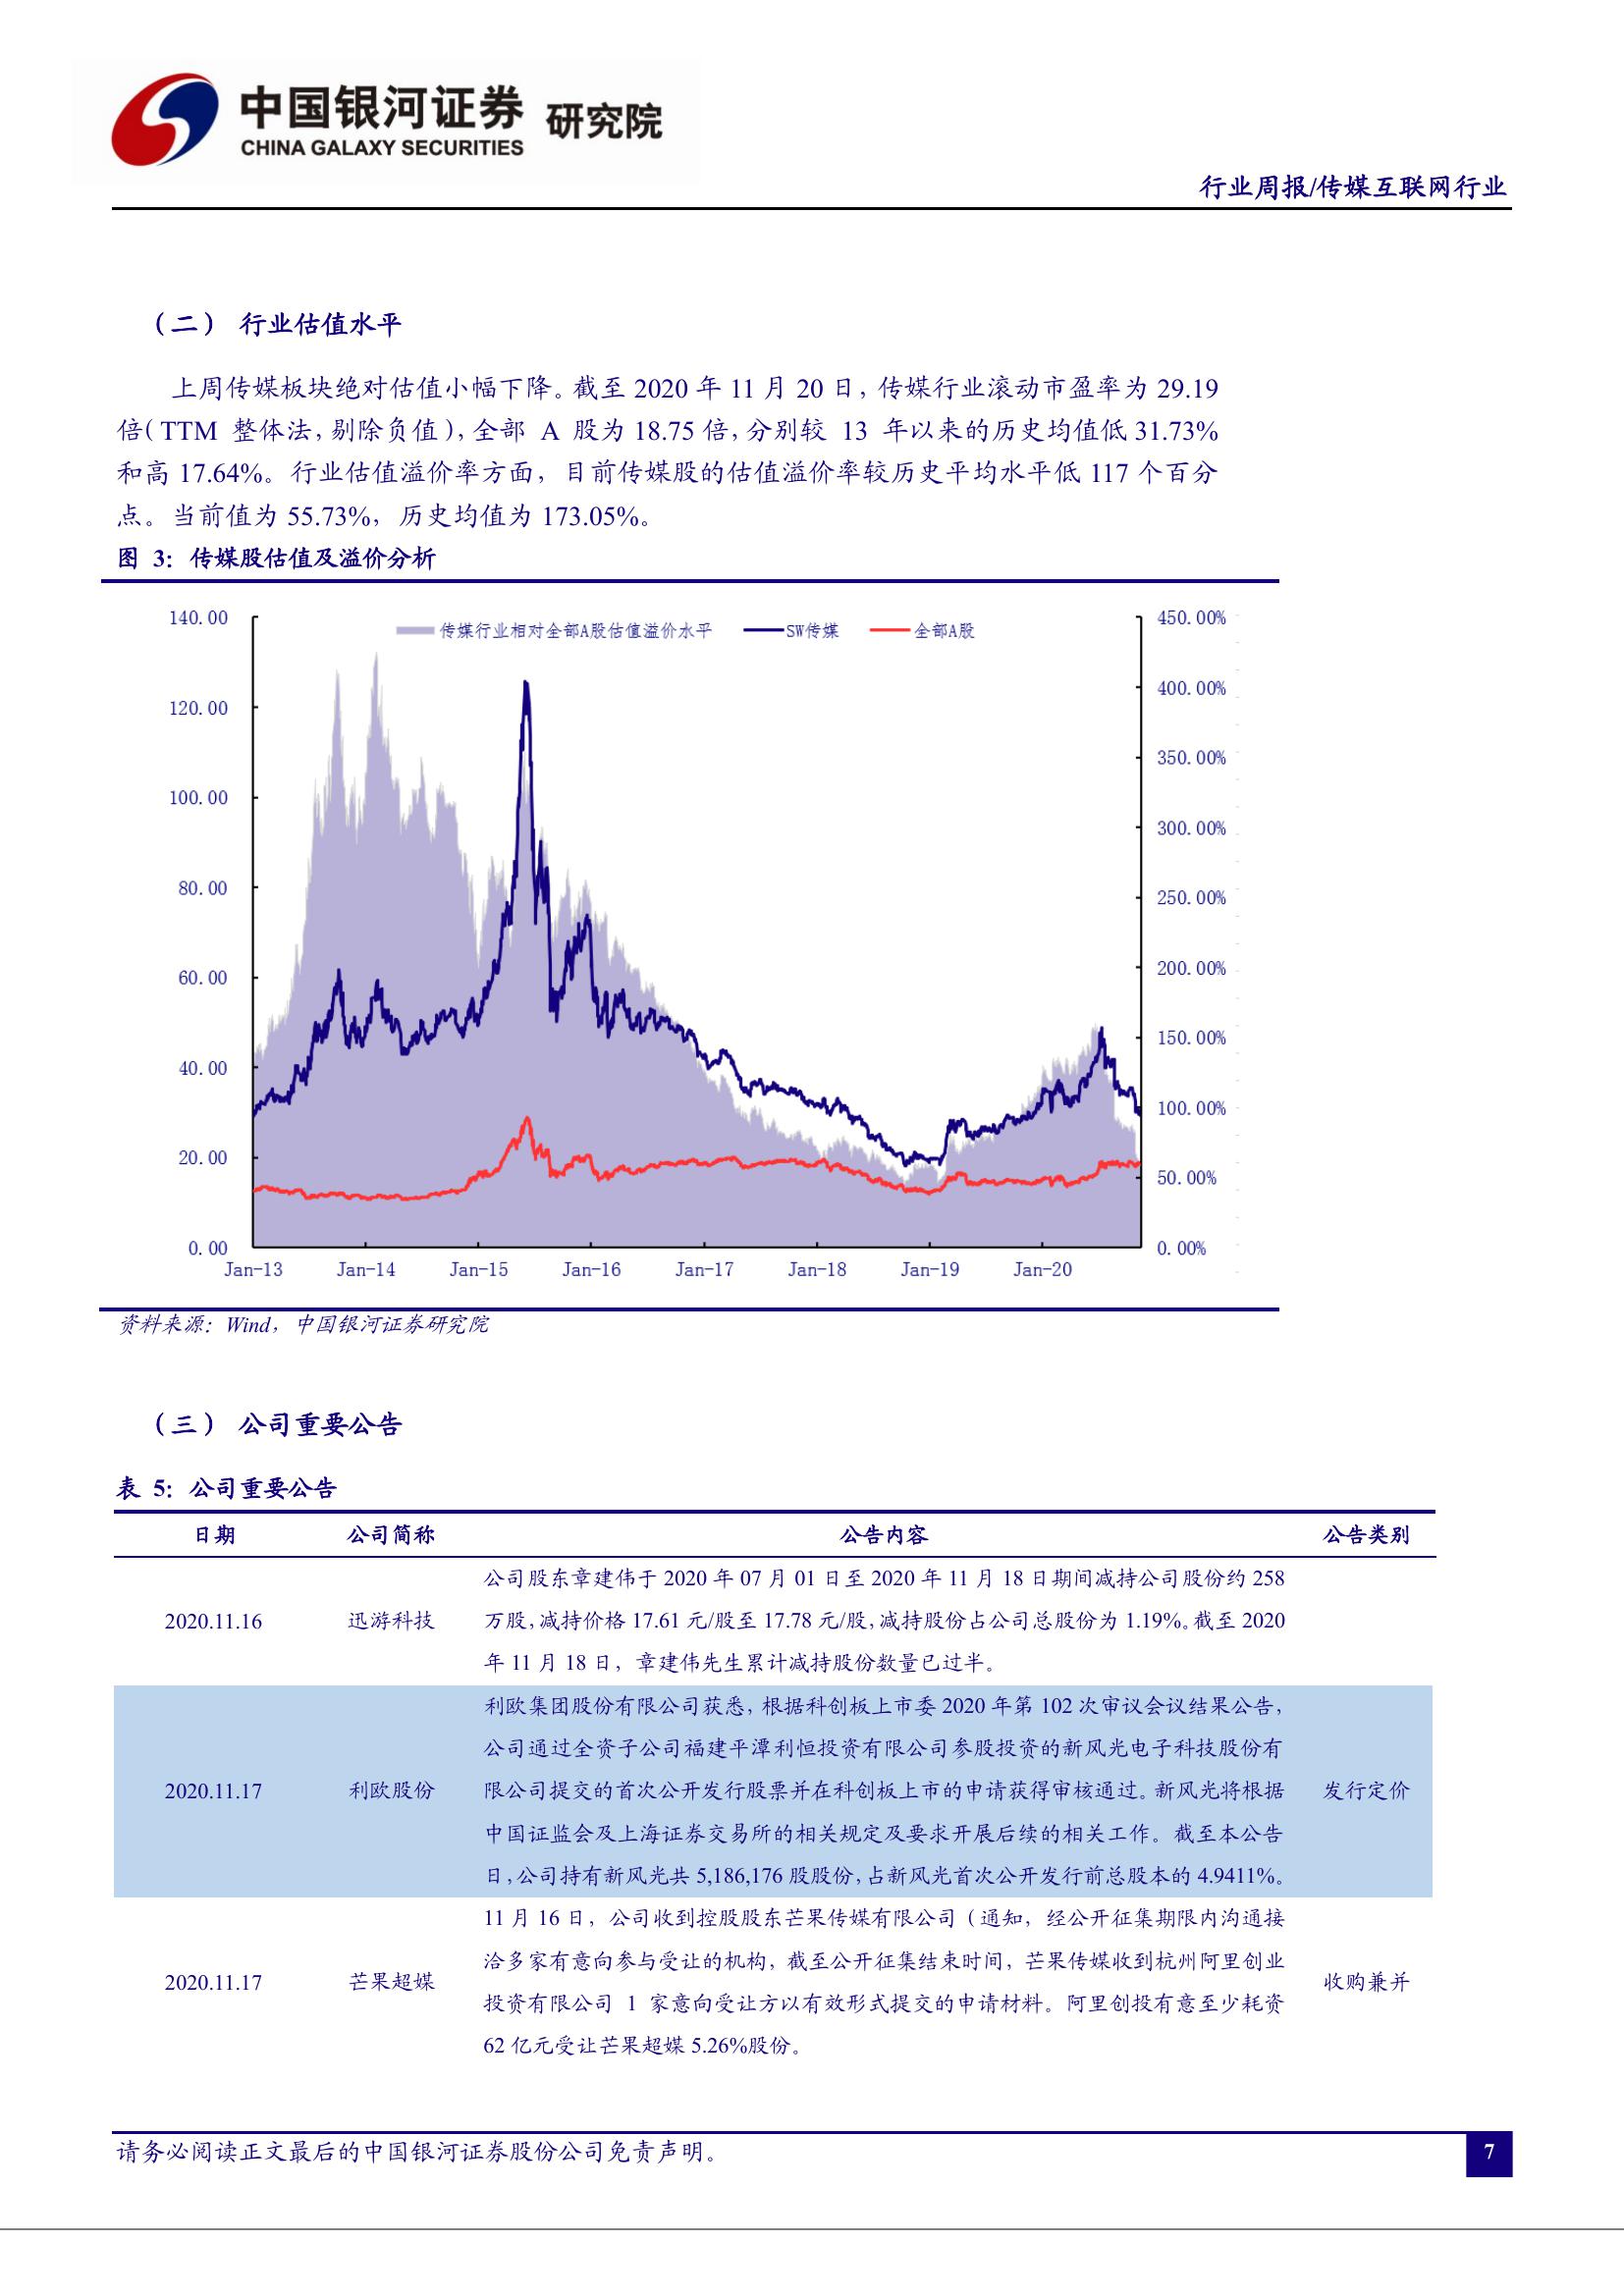 中国银河证券 研究院
CHINA GALAXY SECURITIES
行业周报/传媒互联网行业
（二） 行业估值水平
上周传媒板块绝对估值小幅下降。截至 2020 年 11 月 20 日，传媒行业滚动市盈率为 29.19
倍（TTM 整体法，剔除负值），全部 A 股为 18.75 倍，分别较 13 年以来的历史均值低 31.73%
和高 17.64%。行业估值溢价率方面，目前传媒股的估值溢价率较历史平均水平低 117 个百分
点。当前值为 55.73%，历史均值为 173.05%。
图 3：传媒股估值及溢价分析
传媒行业相对全部A股估值溢价水平 SW传媒 全部A股
140.00 450.00%
400.00%
120.00
350.00%
100.00
300.00%
80.00
250.00%
60.00
200.00%
150.00%
40.00
100.00%
20.00
50.00%
0.00 0.00%
Jan-13 Jan-14 Jan-15 Jan-16 Jan-17 Jan-18 Jan-19 Jan-20
资料来源：Wind，中国银河证券研究院
（三） 公司重要公告
表 5：公司重要公告
日期 公司简称 公告内容 公告类别
公司股东章建伟于 2020 年 07 月 01 日至 2020 年 11 月 18 日期间减持公司股份约 258
2020.11.16 迅游科技 万股，减持价格 17.61 元/股至 17.78 元/股，减持股份占公司总股份为 1.19%。截至 2020
年 11 月 18 日，章建伟先生累计减持股份数量已过半。
利欧集团股份有限公司获悉，根据科创板上市委 2020 年第 102 次审议会议结果公告，
公司通过全资子公司福建平潭利恒投资有限公司参股投资的新风光电子科技股份有
2020.11.17 利欧股份 限公司提交的首次公开发行股票并在科创板上市的申请获得审核通过。新风光将根据 发行定价
中国证监会及上海证券交易所的相关规定及要求开展后续的相关工作。截至本公告
日，公司持有新风光共 5,186,176 股股份，占新风光首次公开发行前总股本的 4.9411%。
11 月 16 日，公司收到控股股东芒果传媒有限公司（通知，经公开征集期限内沟通接
洽多家有意向参与受让的机构，截至公开征集结束时间，芒果传媒收到杭州阿里创业
2020.11.17 芒果超媒 收购兼并
投资有限公司 1 家意向受让方以有效形式提交的申请材料。阿里创投有意至少耗资
62 亿元受让芒果超媒 5.26%股份。
请务必阅读正文最后的中国银河证券股份公司免责声明。
7